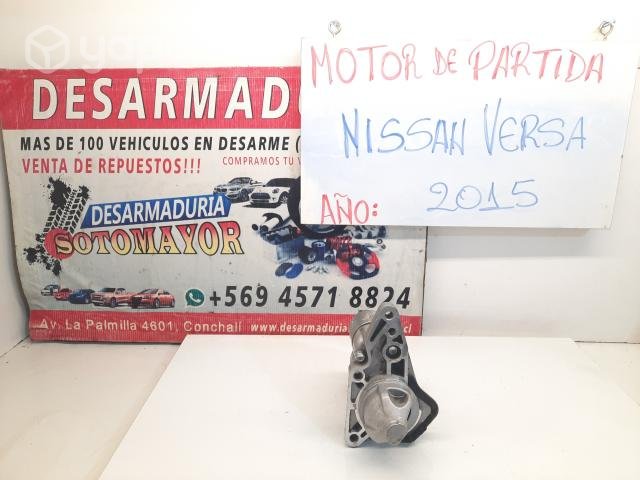 DESARMADU
MAS DE 100 VEHICULOS EN DESARME (
VENTA DE REPUESTOS!!!
COMPRAMOS TU V
DESARMADURIA
SOTOMAYOR
+569 4571 8824
Av. La Palmilla 4601, Conchalí www.desarmaduria
MOTOR DE PARTIDA
NISSAN VERSA
AÑO: 2015